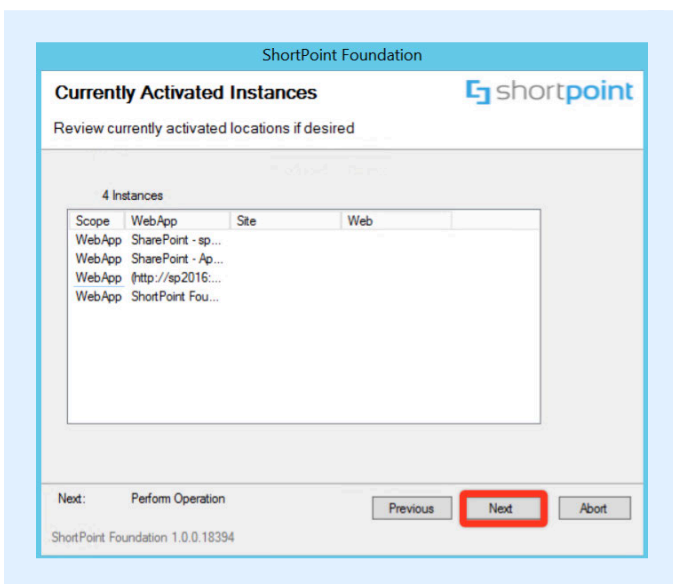 ShortPoint Foundation
Currently Activated Instances
shortpoint
Review currently activated locations if desired
4 Instances
Scope WebApp Site Web
WebApp SharePoint - sp...
WebApp SharePoint - Ap...
WebApp (http://sp2016:...
WebApp ShortPoint Fou...
Next: Perform Operation
Previous Next Abort
ShortPoint Foundation 1.0.0.18394